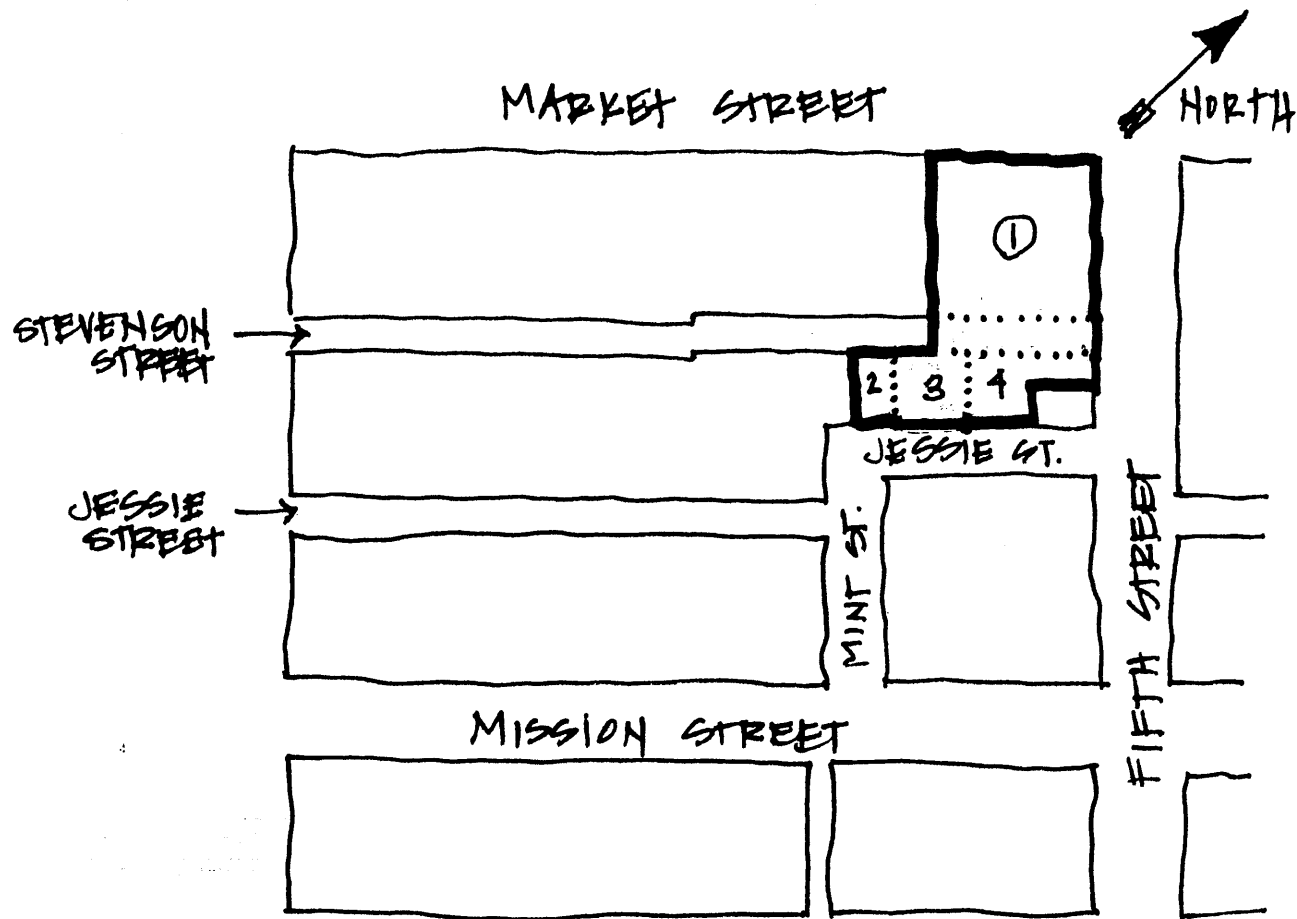 MARKET STREET
NORTH
1
STEVENSON
STREET
2 3 4
JESSIE ST.
JESSIE
STREET
MINT ST.
FIFTH STREET
MISSION STREET